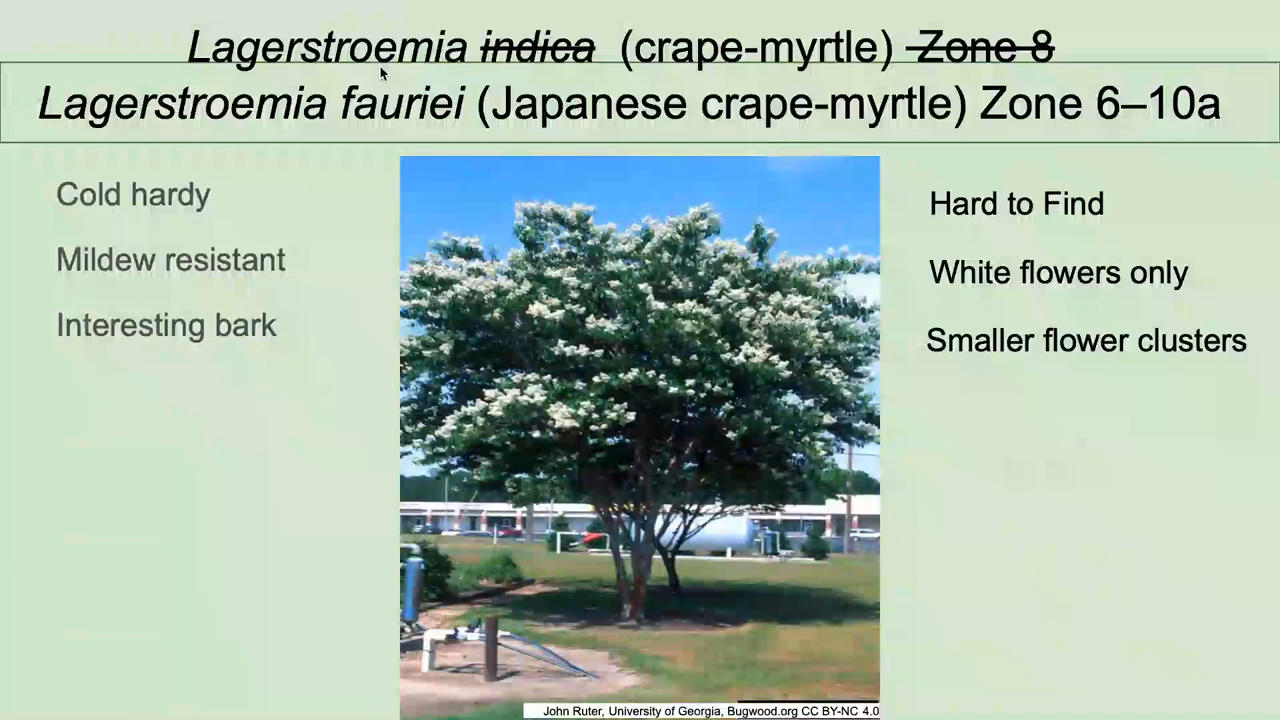 Lagerstroemia indica (crape-myrtle) Zone 8
Lagerstroemia fauriei (Japanese crape-myrtle) Zone 6–10a
Cold hardy
Mildew resistant
Interesting bark
Hard to Find
White flowers only
Smaller flower clusters
John Ruter, University of Georgia, Bugwood.org CC BY-NC 4.0